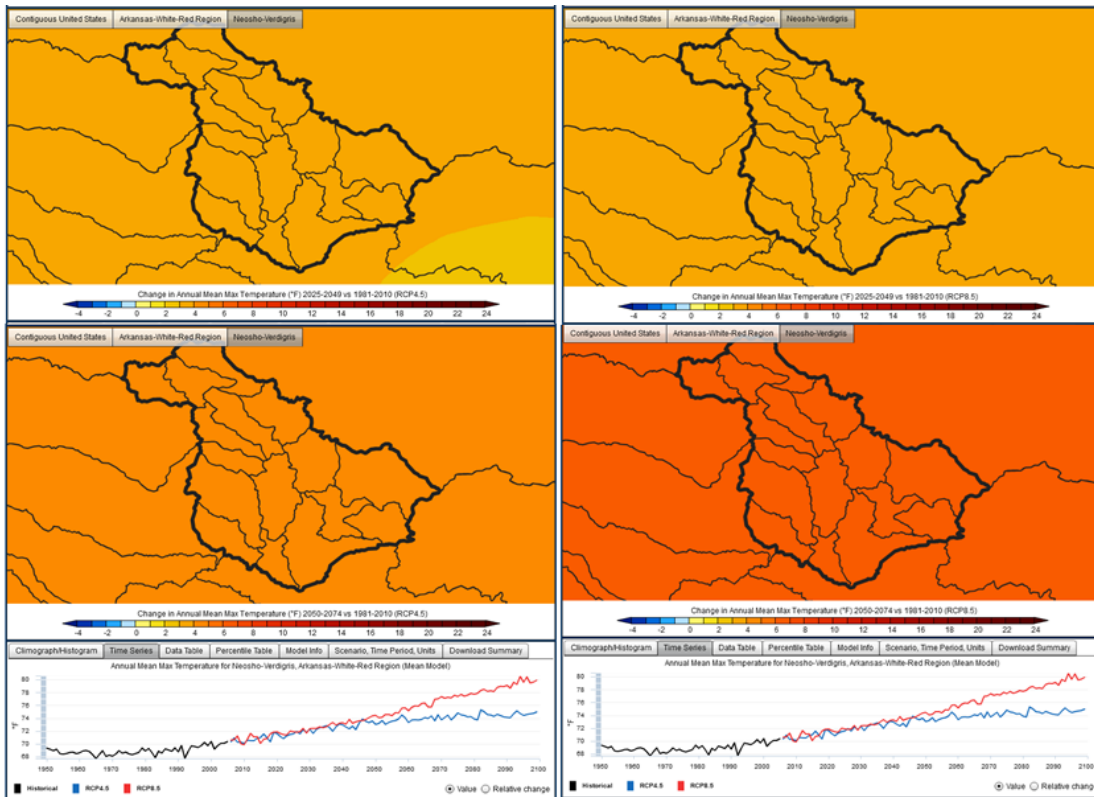 Contiguous United States Arkansas-White-Red Region Neosho-Verdigris
Change in Annual Mean Max Temperature (°F) 2025-2049 vs 1981-2010 (RCP4.5)
-4 -2 0 2 4 6 8 10 12 14 16 18 20 22 24
Contiguous United States Arkansas-White-Red Region Neosho-Verdigris
Change in Annual Mean Max Temperature (°F) 2025-2049 vs 1981-2010 (RCP8.5)
-4 -2 0 2 4 6 8 10 12 14 16 18 20 22 24
Contiguous United States Arkansas-White-Red Region Neosho-Verdigris
Change in Annual Mean Max Temperature (°F) 2050-2074 vs 1981-2010 (RCP4.5)
-4 -2 0 2 4 6 8 10 12 14 16 18 20 22 24
Contiguous United States Arkansas-White-Red Region Neosho-Verdigris
Change in Annual Mean Max Temperature (°F) 2050-2074 vs 1981-2010 (RCP8.5)
-4 -2 0 2 4 6 8 10 12 14 16 18 20 22 24
Climograph/Histogram Time Series Data Table Percentile Table Model Info Scenario, Time Period, Units Download Summary
Annual Mean Max Temperature for Neosho-Verdigris, Arkansas-White-Red Region (Mean Model)
80
78
76
74
72
70
68
°F
1950 1960 1970 1980 1990 2000 2010 2020 2030 2040 2050 2060 2070 2080 2090 2100
Historical RCP4.5 RCP8.5 Value Relative change
Climograph/Histogram Time Series Data Table Percentile Table Model Info Scenario, Time Period, Units Download Summary
Annual Mean Max Temperature for Neosho-Verdigris, Arkansas-White-Red Region (Mean Model)
80
78
76
74
72
70
68
°F
1950 1960 1970 1980 1990 2000 2010 2020 2030 2040 2050 2060 2070 2080 2090 2100
Historical RCP4.5 RCP8.5 Value Relative change